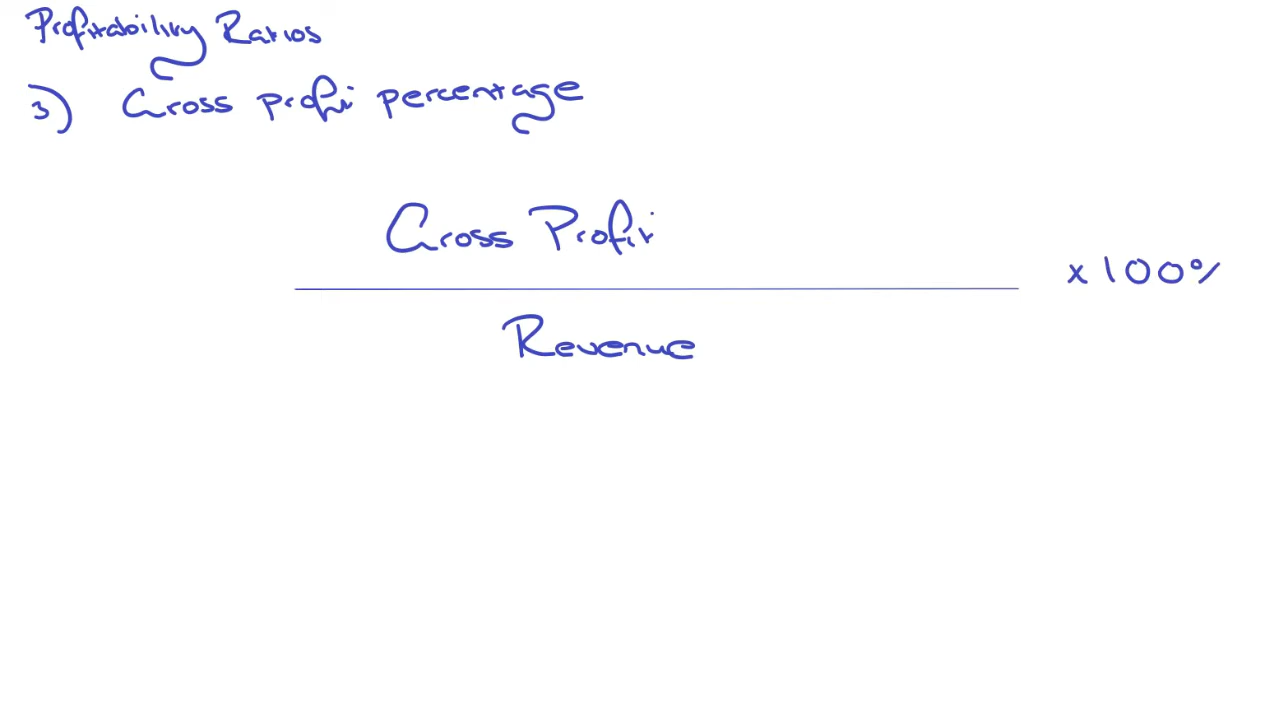 Profitability Ratios
3) Gross profit percentage
Gross Profit
x 100%
Revenue